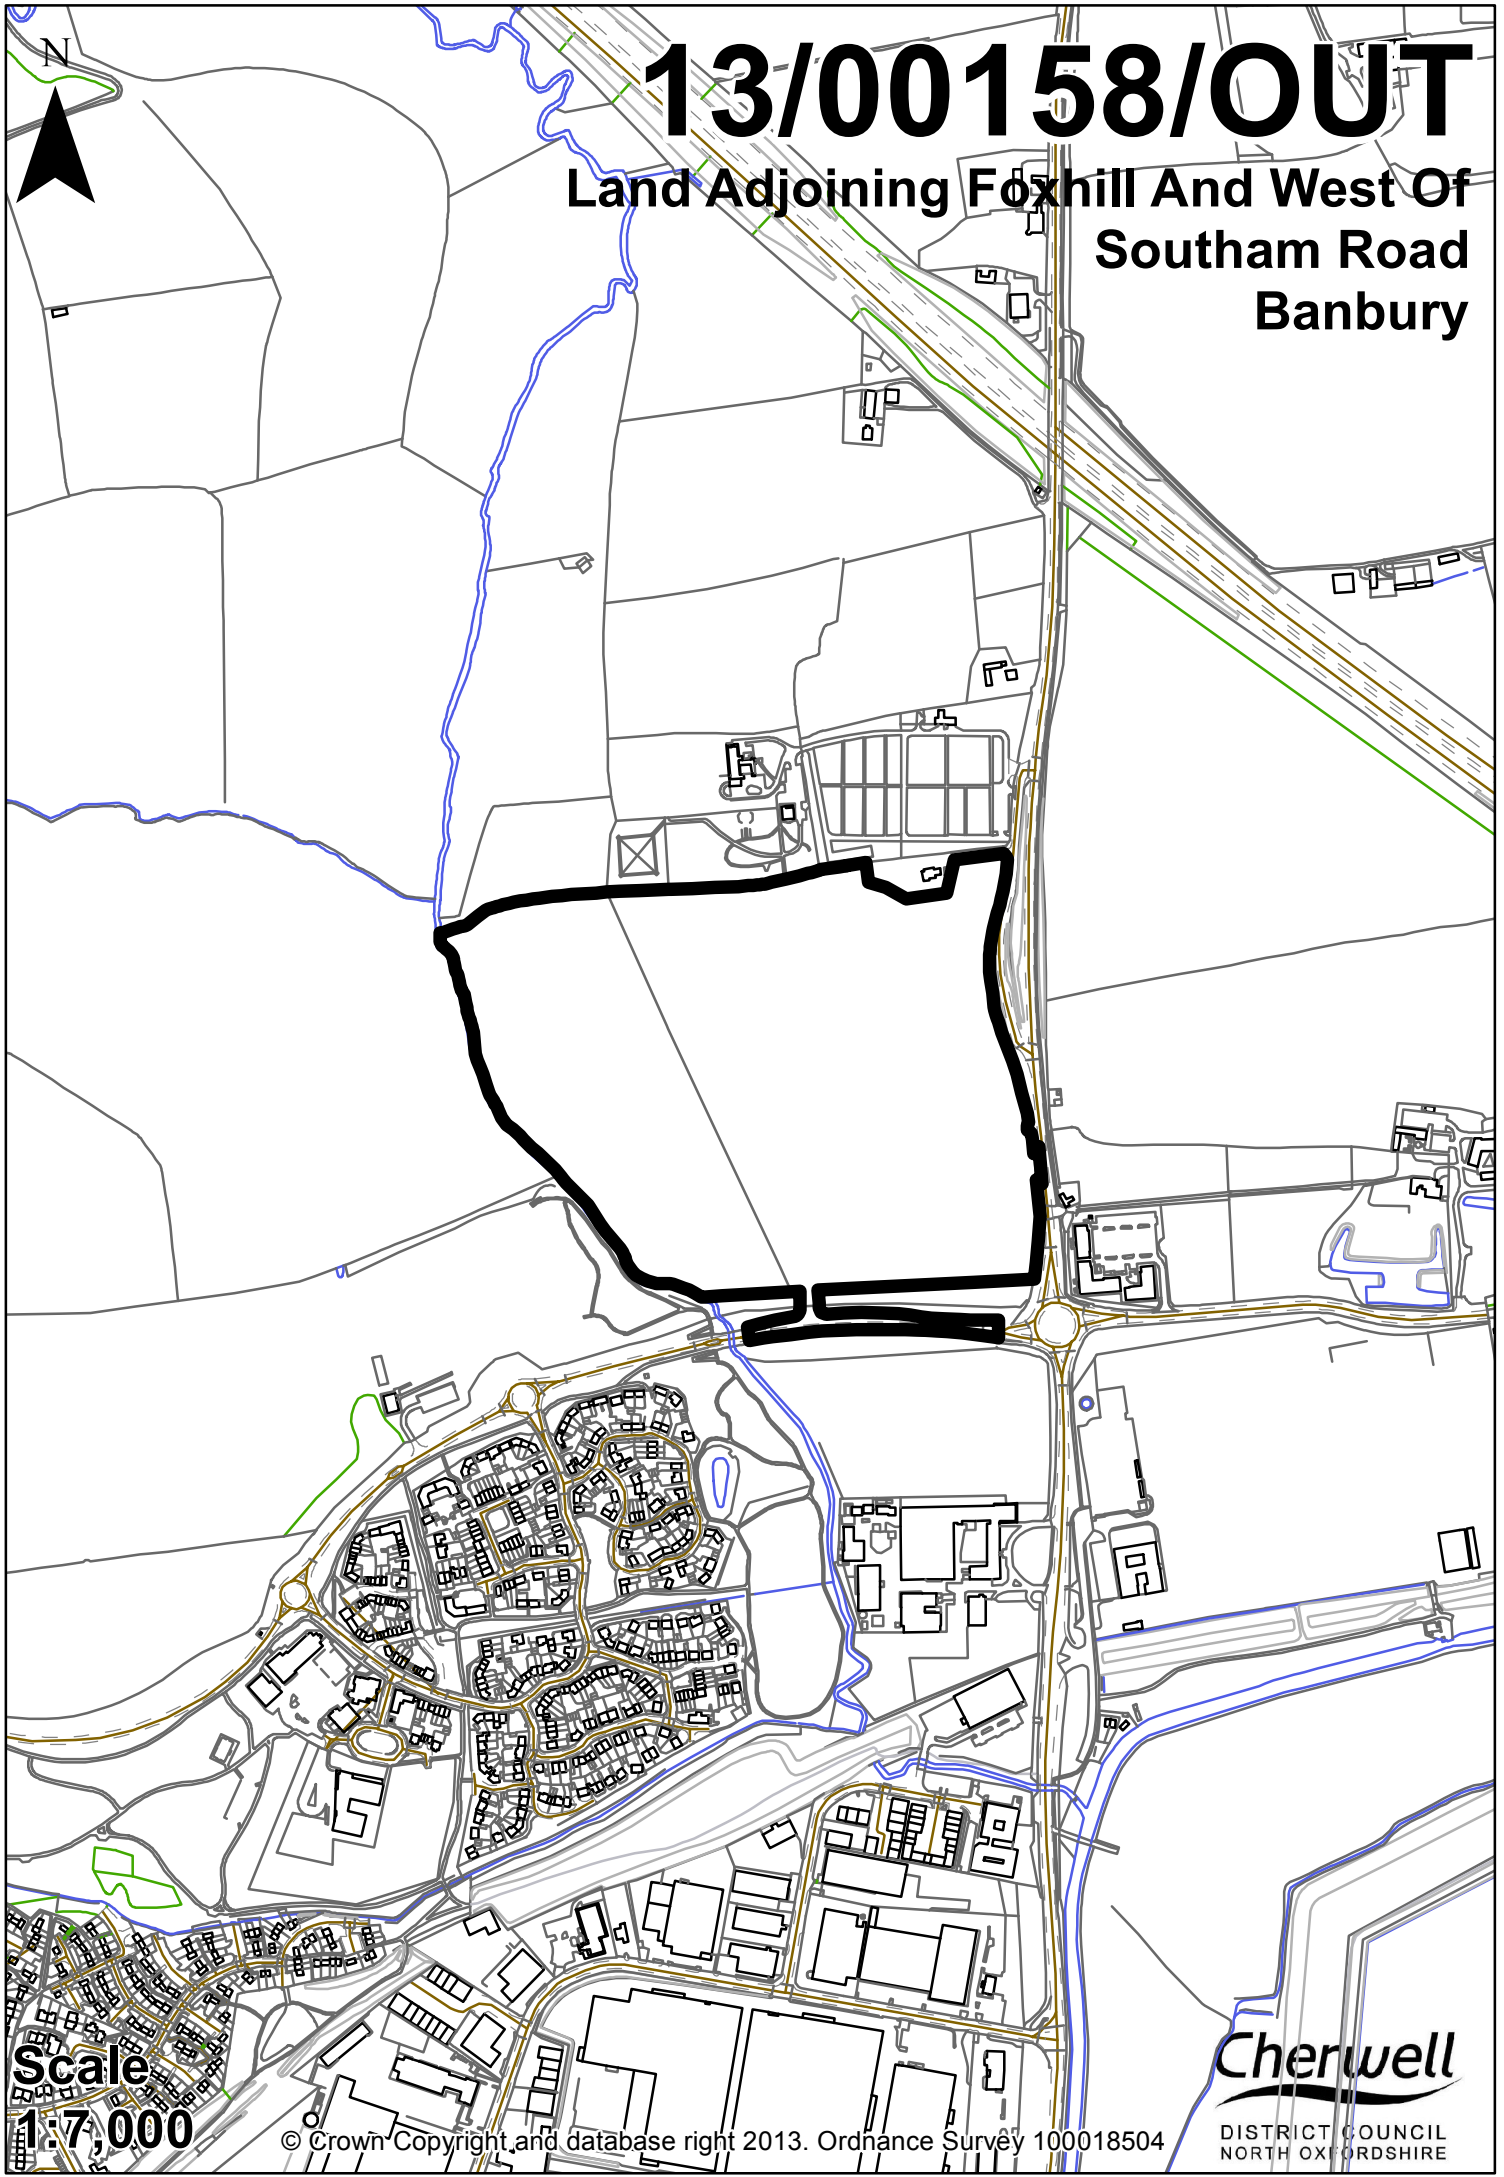 N
13/00158/OUT
Land Adjoining Foxhill And West Of
Southam Road
Banbury
Scale
1:7,000
© Crown Copyright and database right 2013. Ordnance Survey 100018504
Cherwell
DISTRICT COUNCIL
NORTH OXFORDSHIRE